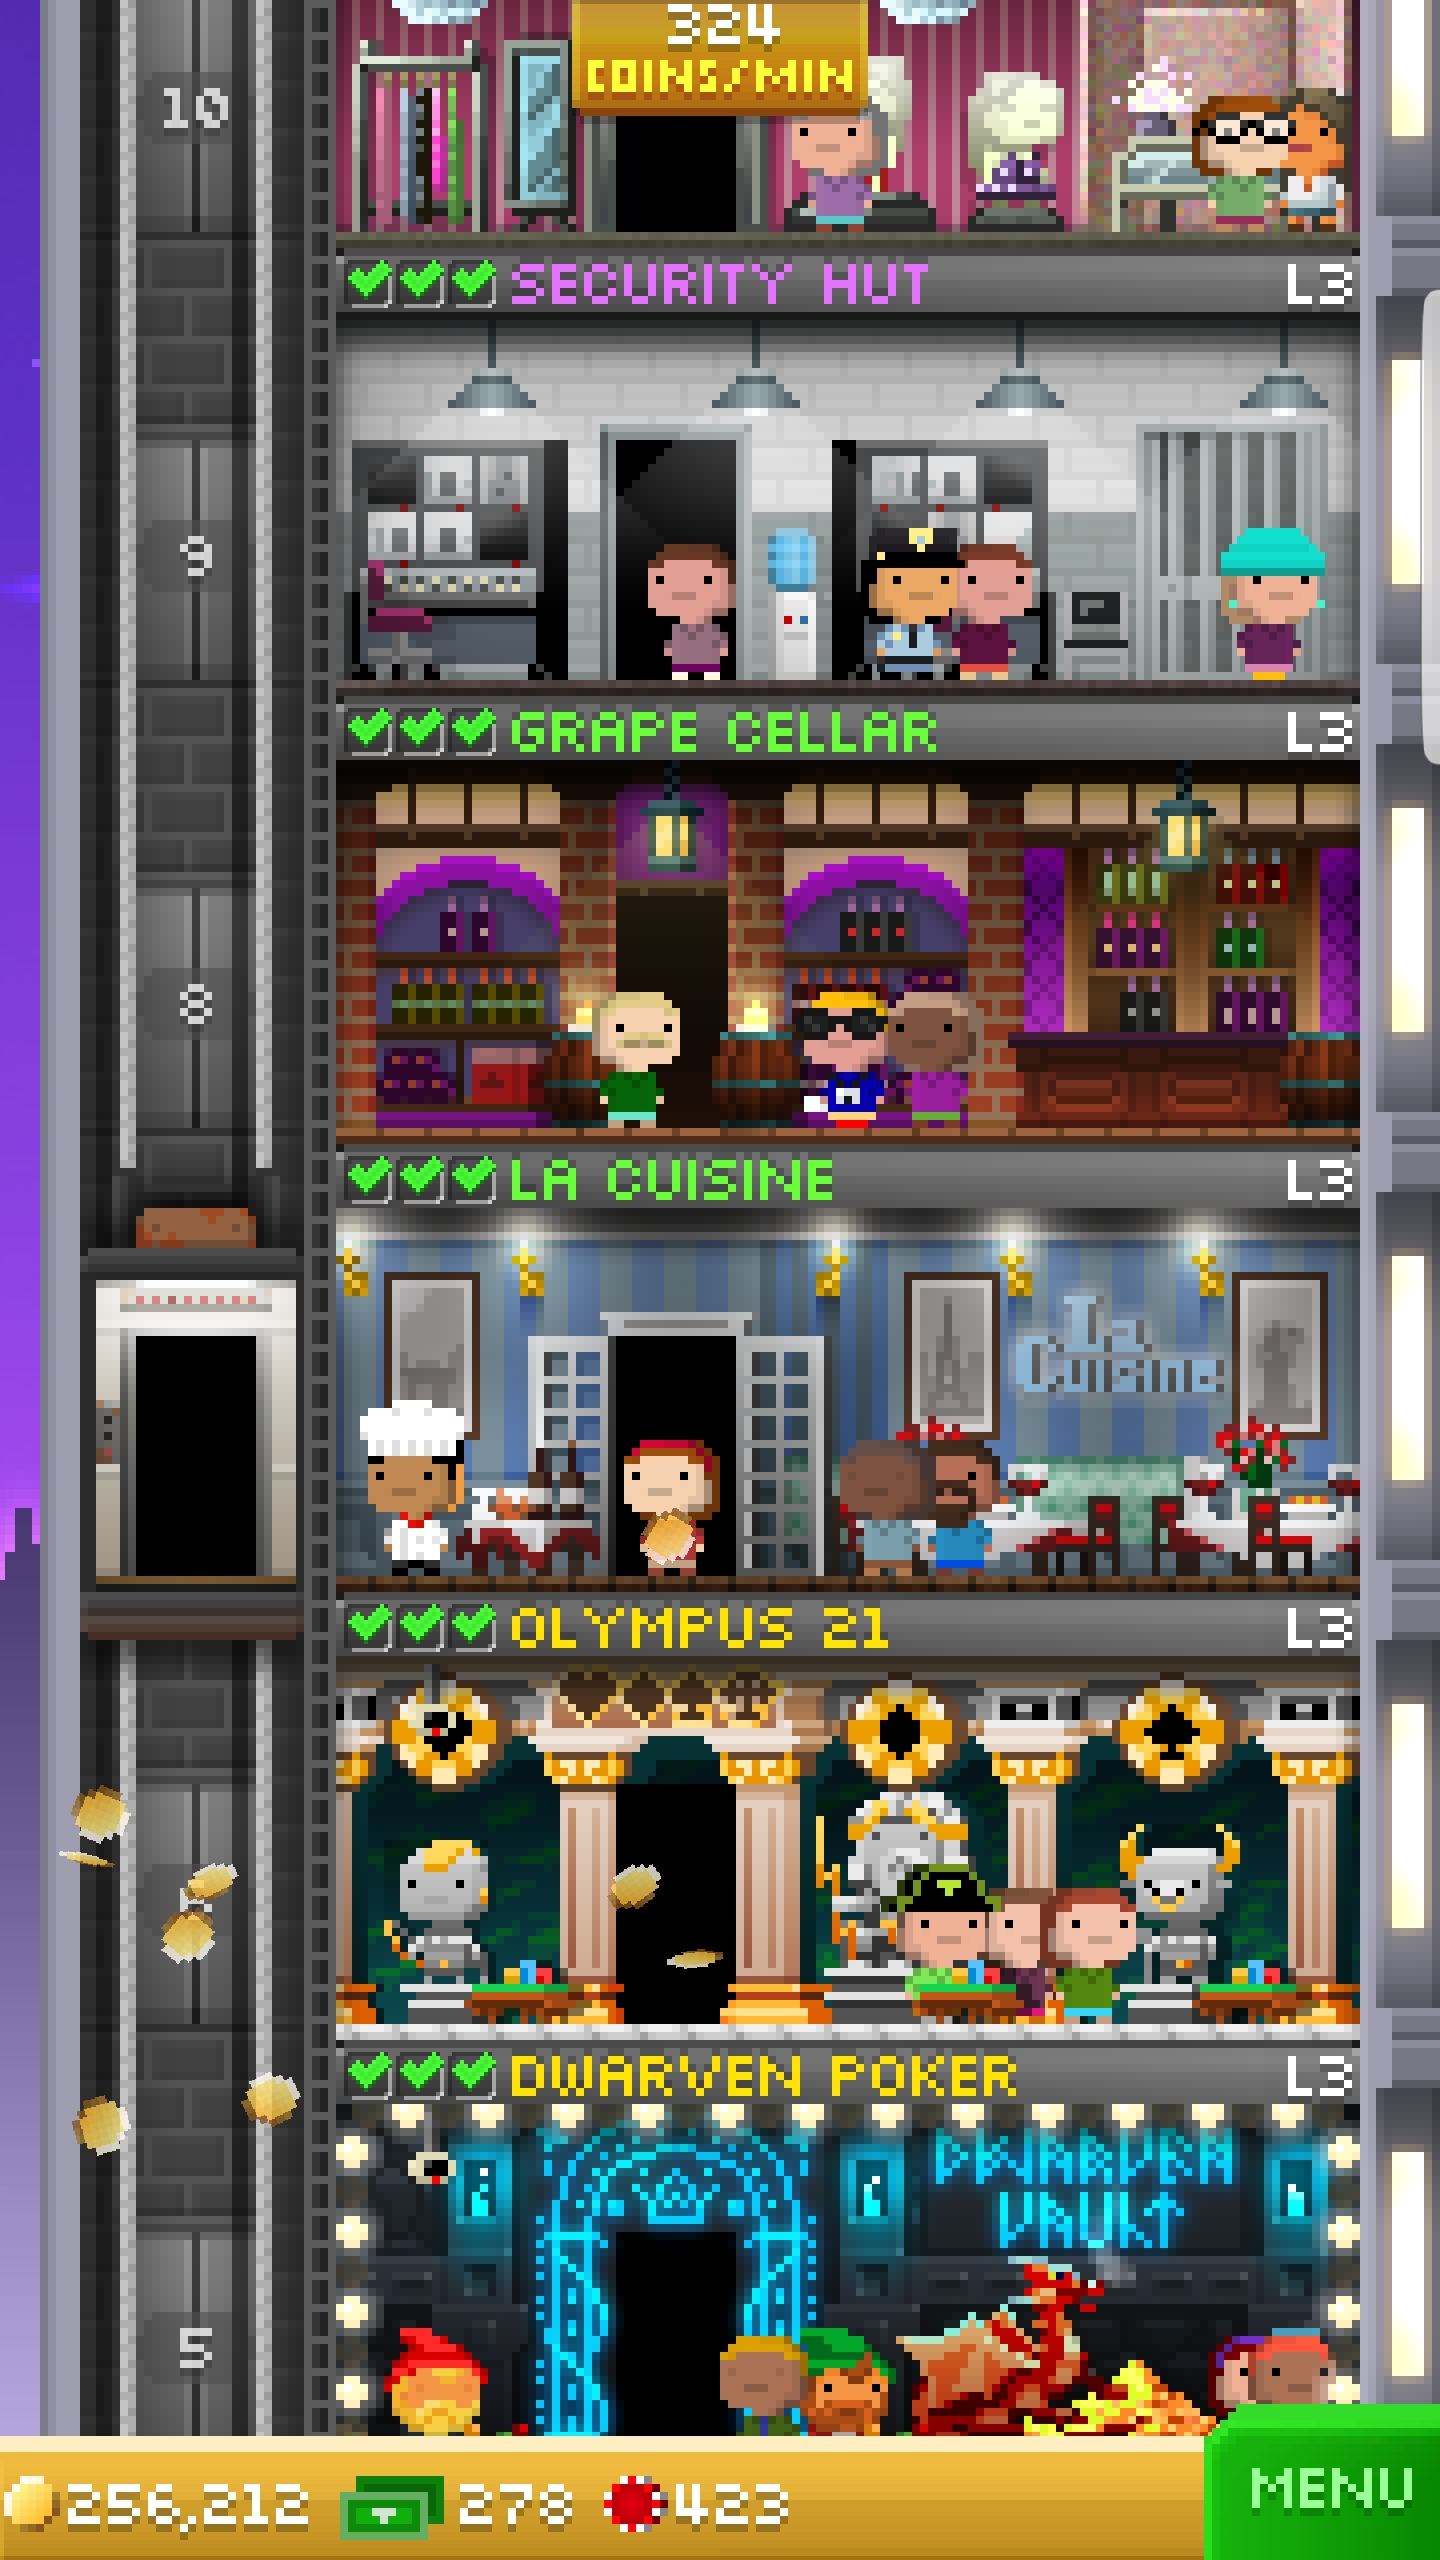 324
COINS/MIN
10
SECURITY HUT L3
9
GRAPE CELLAR L3
8
LA CUISINE L3
La
Cuisine
OLYMPUS 21 L3
DWARVEN POKER L3
DWARVEN
VAULT
5
256,212 278 423
MENU